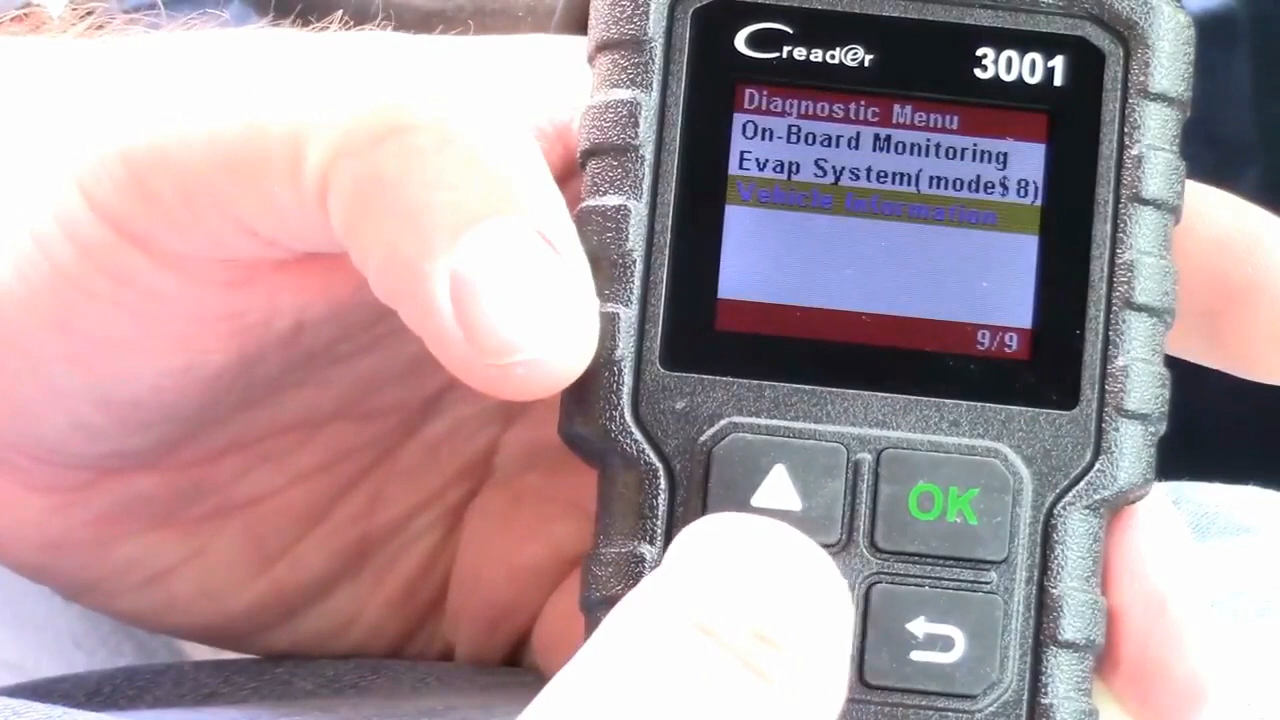 Creader
3001
Diagnostic Menu
On-Board Monitoring
Evap System(mode$8)
Vehicle Information
9/9
OK